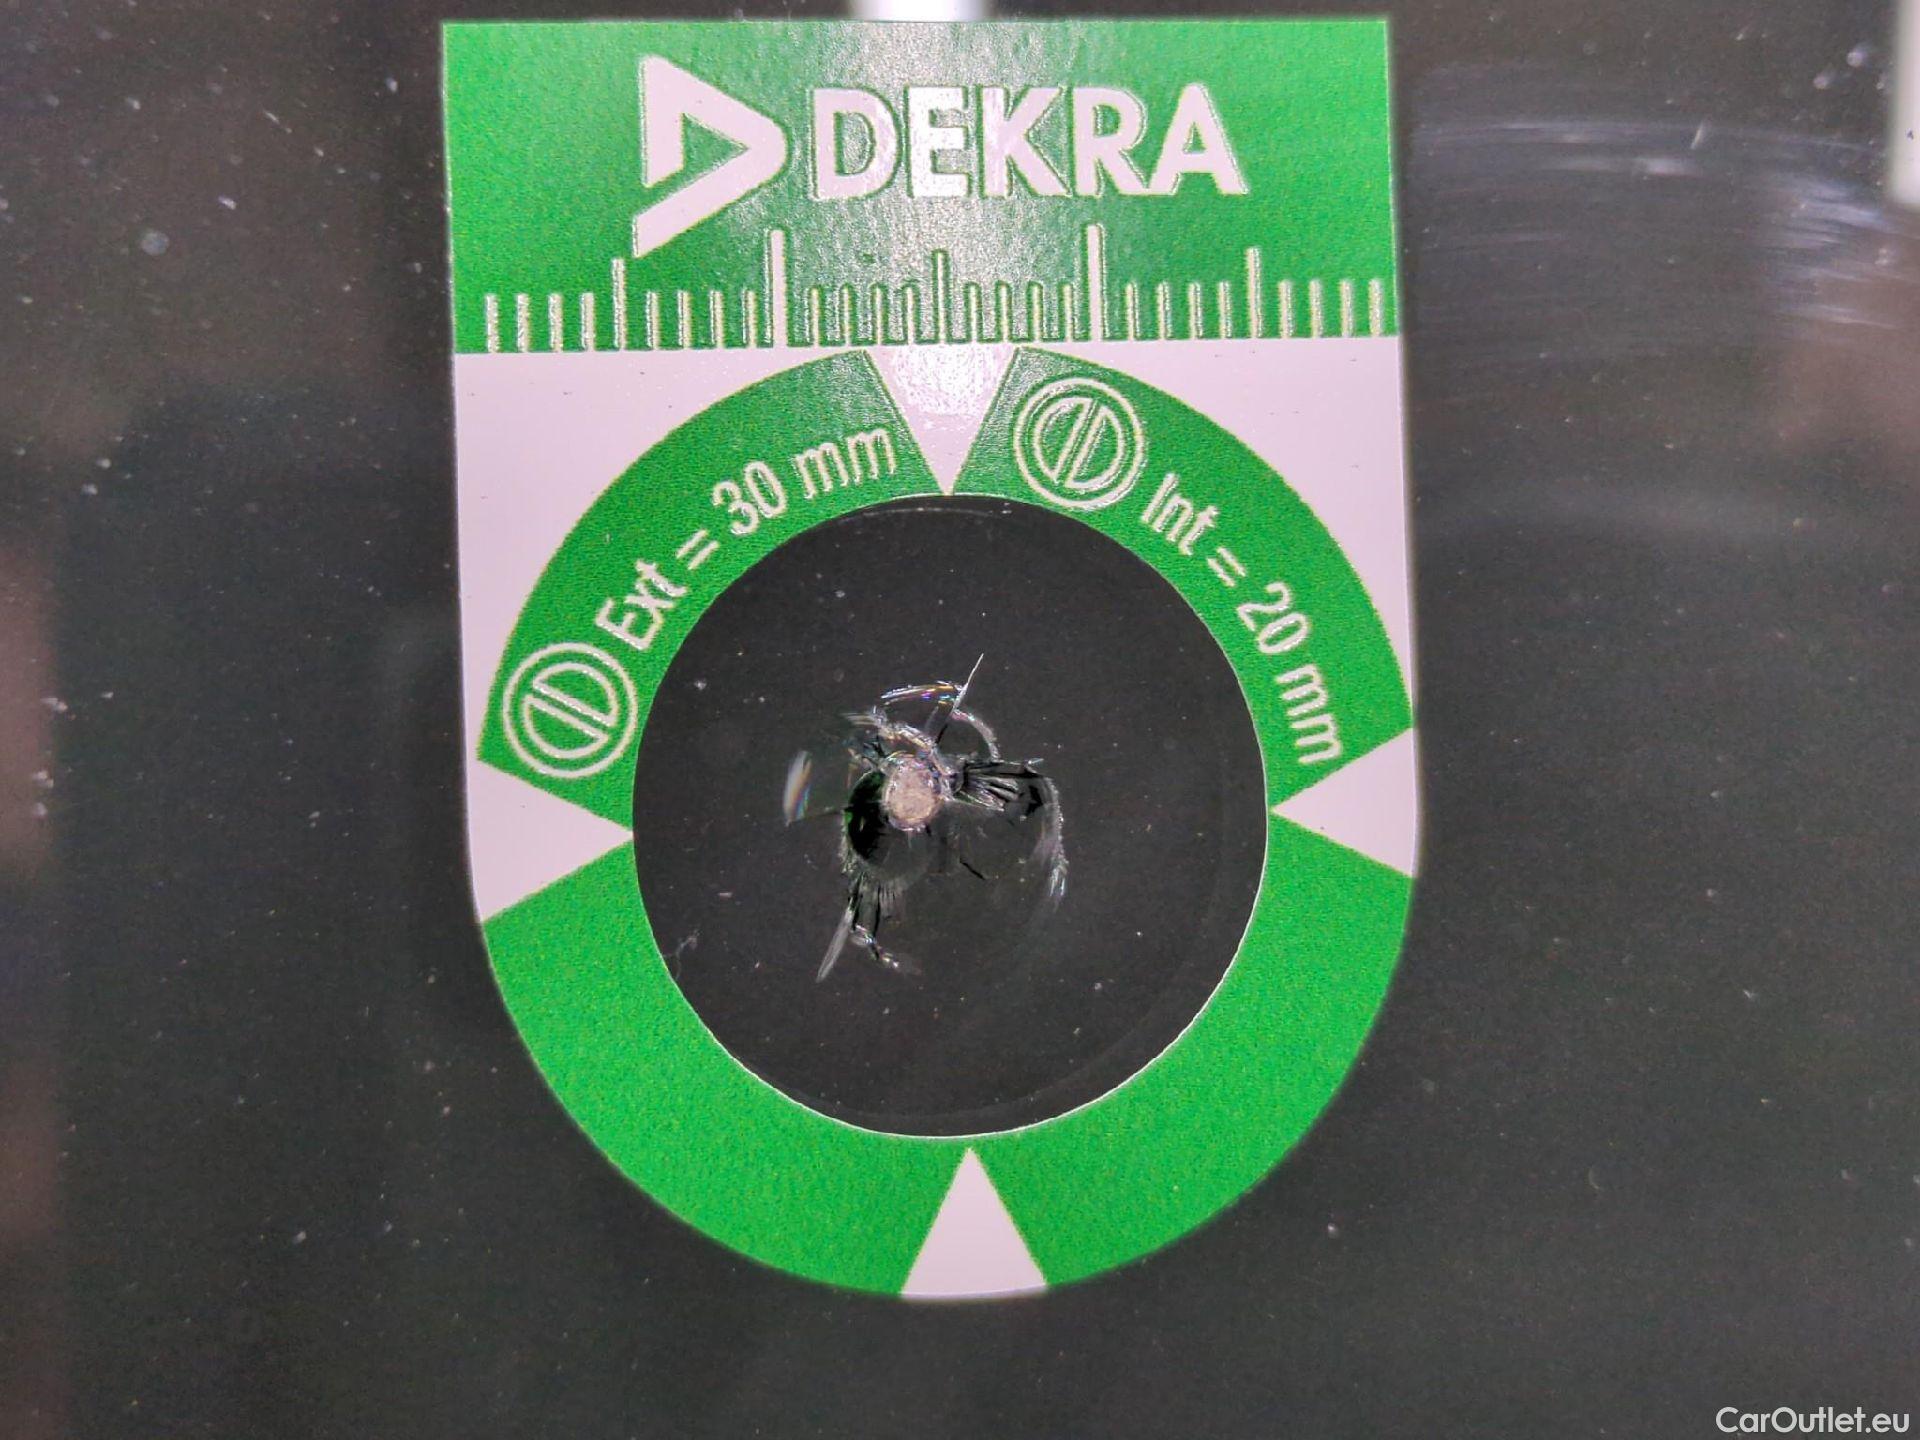 DEKRA
Ext = 30 mm
Int = 20 mm
CarOutlet.eu